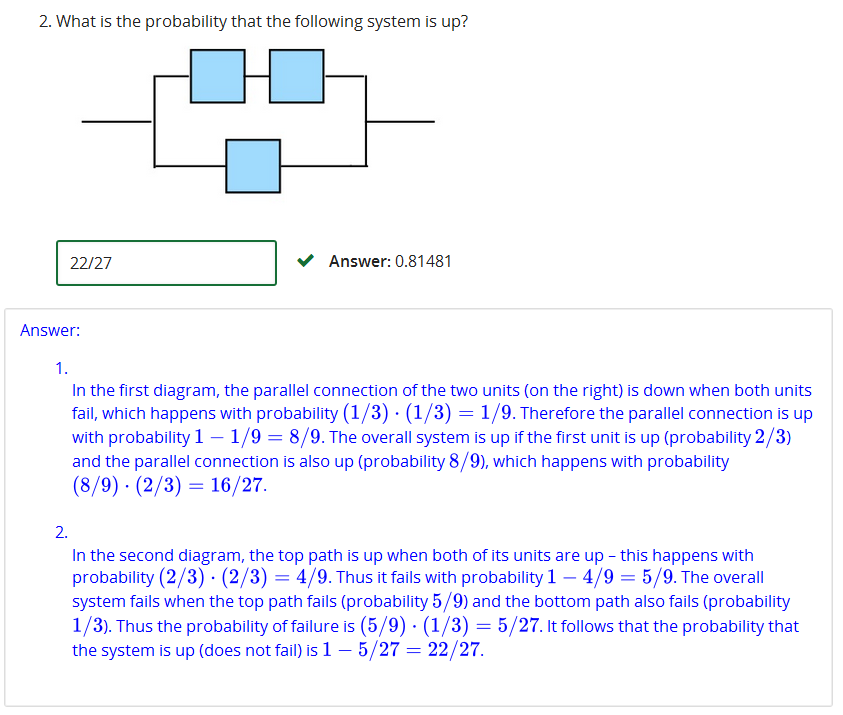 2. What is the probability that the following system is up?
22/27
✔ Answer: 0.81481
Answer:
1.
In the first diagram, the parallel connection of the two units (on the right) is down when both units
fail, which happens with probability (1/3) · (1/3) = 1/9. Therefore the parallel connection is up
with probability 1 − 1/9 = 8/9. The overall system is up if the first unit is up (probability 2/3)
and the parallel connection is also up (probability 8/9), which happens with probability
(8/9) · (2/3) = 16/27.
2.
In the second diagram, the top path is up when both of its units are up – this happens with
probability (2/3) · (2/3) = 4/9. Thus it fails with probability 1 − 4/9 = 5/9. The overall
system fails when the top path fails (probability 5/9) and the bottom path also fails (probability
1/3). Thus the probability of failure is (5/9) · (1/3) = 5/27. It follows that the probability that
the system is up (does not fail) is 1 − 5/27 = 22/27.